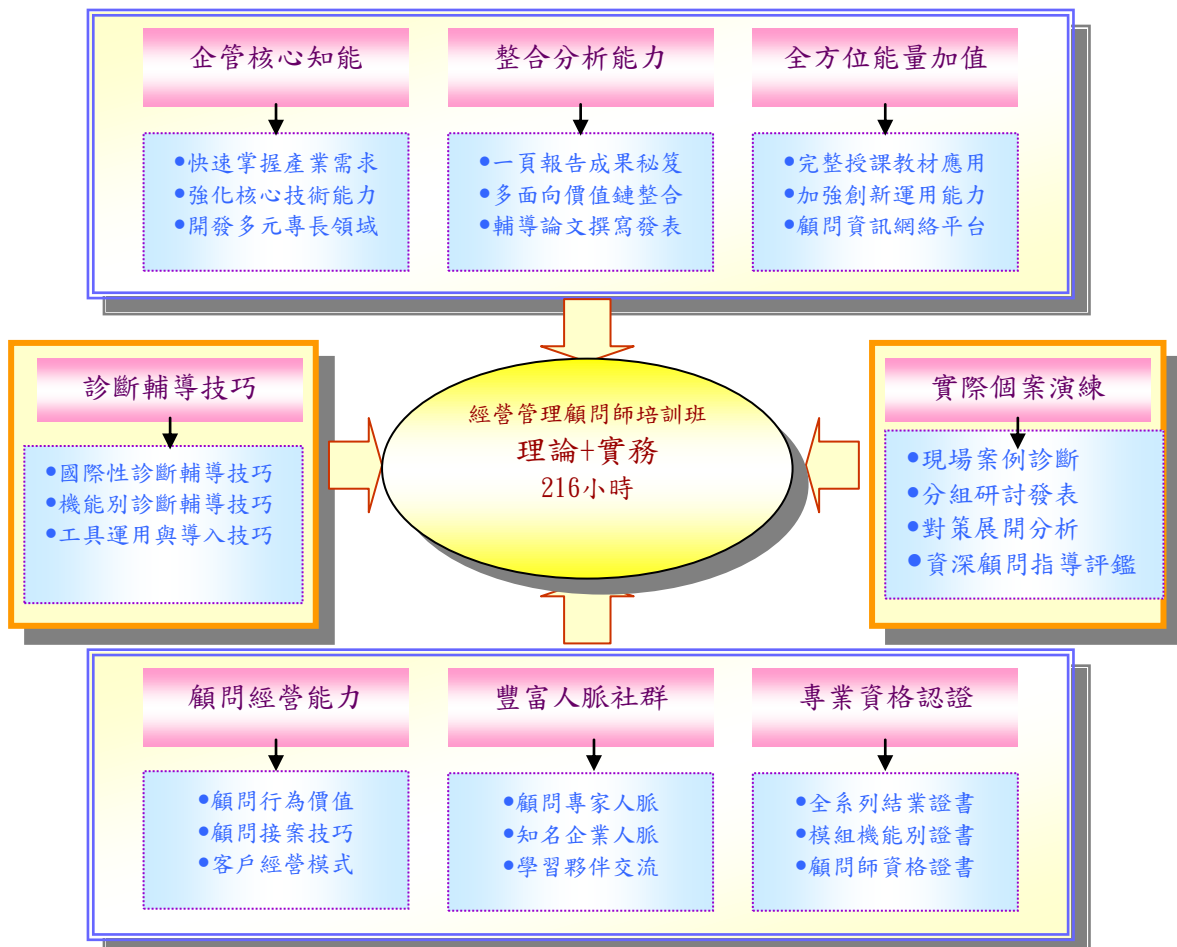 企管核心知能
•快速掌握產業需求
•強化核心技術能力
•開發多元專長領域
整合分析能力
•一頁報告成果秘笈
•多面向價值鏈整合
•輔導論文撰寫發表
全方位能量加值
•完整授課教材應用
•加強創新運用能力
•顧問資訊網絡平台
診斷輔導技巧
•國際性診斷輔導技巧
•機能別診斷輔導技巧
•工具運用與導入技巧
經營管理顧問師培訓班
理論+實務
216小時
實際個案演練
•現場案例診斷
•分組研討發表
•對策展開分析
•資深顧問指導評鑑
顧問經營能力
•顧問行為價值
•顧問接案技巧
•客戶經營模式
豐富人脈社群
•顧問專家人脈
•知名企業人脈
•學習夥伴交流
專業資格認證
•全系列結業證書
•模組機能別證書
•顧問師資格證書